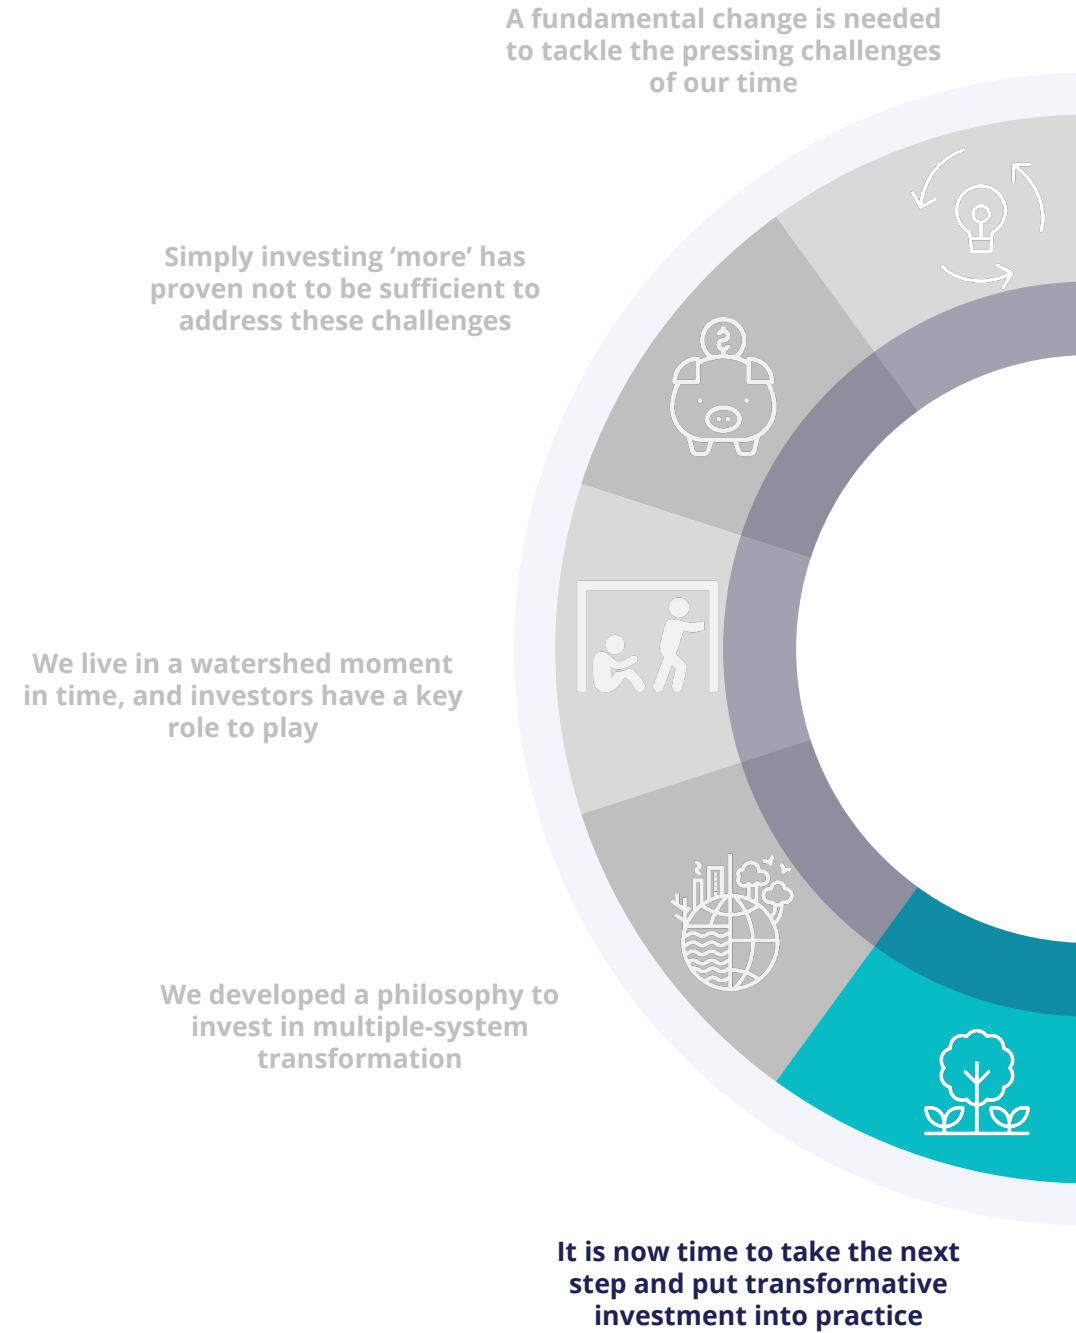 A fundamental change is needed
to tackle the pressing challenges
of our time
Simply investing ‘more’ has
proven not to be sufficient to
address these challenges
We live in a watershed moment
in time, and investors have a key
role to play
We developed a philosophy to
invest in multiple-system
transformation
It is now time to take the next
step and put transformative
investment into practice